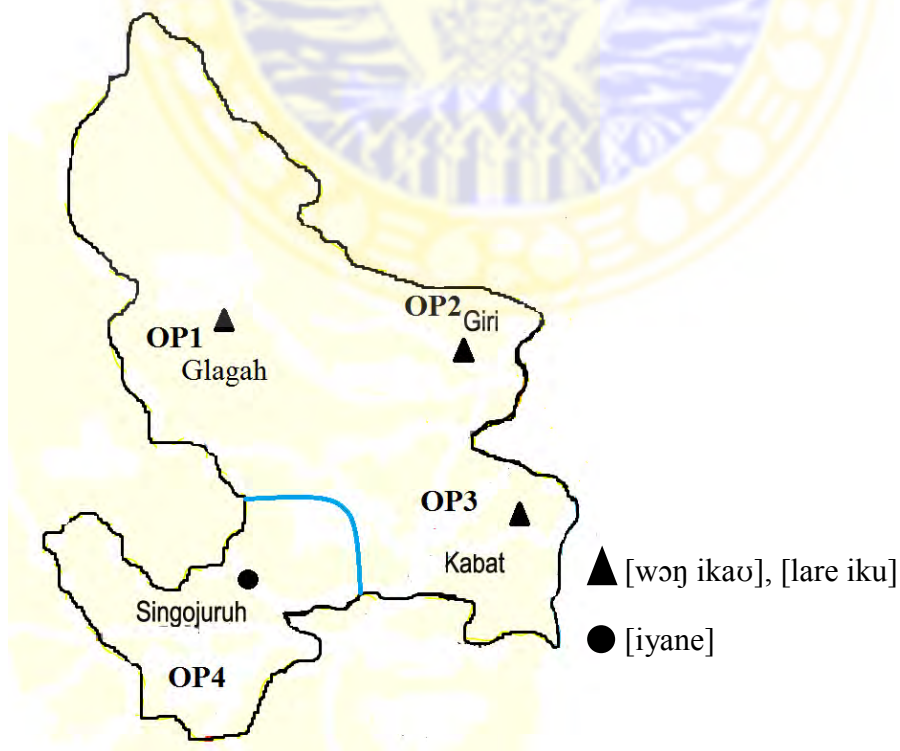 OP2
Giri
OP1
Glagah
OP3
Kabat
[wɔŋ ikaʊ], [lare iku]
Singojuruh
[iyane]
OP4